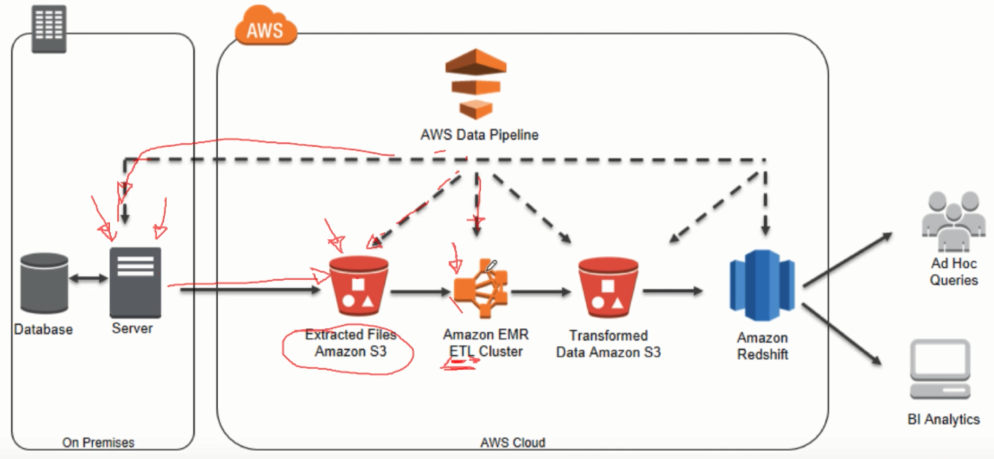 AWS
AWS Data Pipeline
Database
Server
Extracted Files
Amazon S3
Amazon EMR
ETL Cluster
Transformed
Data Amazon S3
Amazon
Redshift
Ad Hoc
Queries
BI Analytics
On Premises
AWS Cloud